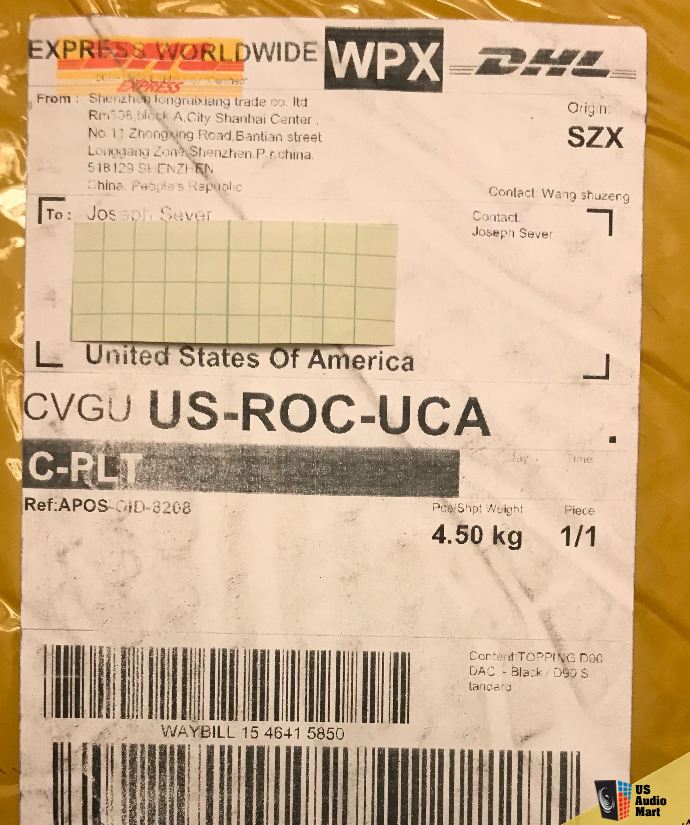 EXPRESS WORLDWIDE WPX DHL
EXPRESS
From : Shenzhen longruixiang trade co. ltd
Rm308,block A,City Shanhai Center ,
No. 11 Zhongxing Road,Bantian street
Longgang Zone,Shenzhen,P.r.china.
518129 SHENZHEN
China. People's Republic
Origin:
SZX
Contact: Wang shuzeng
To : Joseph Sever
Contact:
Joseph Sever
United States Of America
CVGU US-ROC-UCA
C-PLT
Day Time
Ref:APOS-OID-8208
Pce/Shpt Weight Piece
4.50 kg 1/1
Content:TOPPING D90
DAC - Black / D90 S
tandard
WAYBILL 15 4641 5850
US
Audio
Mart